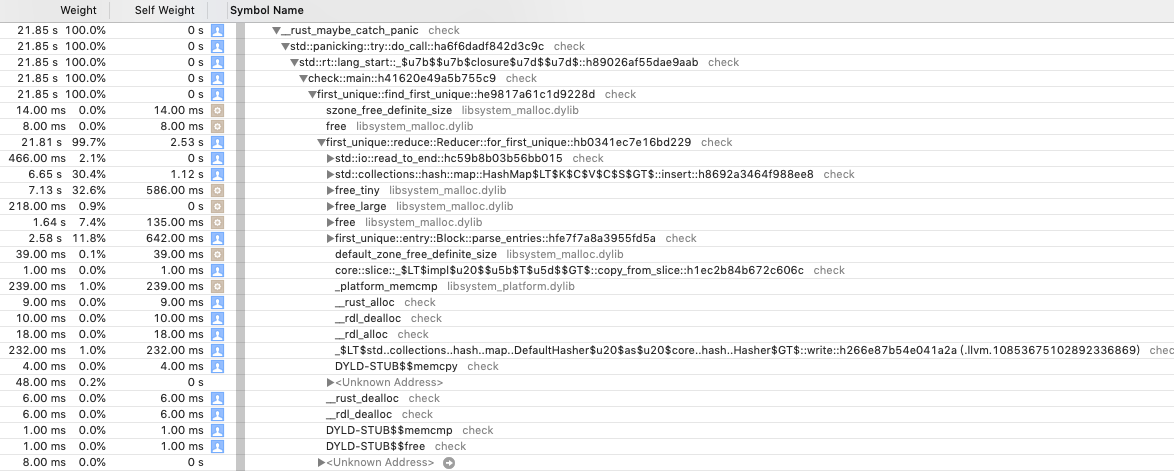 Weight Self Weight Symbol Name
21.85 s 100.0% 0 s __rust_maybe_catch_panic check
21.85 s 100.0% 0 s std::panicking::try::do_call::ha6f6dadf842d3c9c check
21.85 s 100.0% 0 s std::rt::lang_start::_$u7b$$u7b$closure$u7d$$u7d$::h89026af55dae9aab check
21.85 s 100.0% 0 s check::main::h41620e49a5b755c9 check
21.85 s 100.0% 0 s first_unique::find_first_unique::he9817a61c1d9228d check
14.00 ms 0.0% 14.00 ms szone_free_definite_size libsystem_malloc.dylib
8.00 ms 0.0% 8.00 ms free libsystem_malloc.dylib
21.81 s 99.7% 2.53 s first_unique::reduce::Reducer::for_first_unique::hb0341ec7e16bd229 check
466.00 ms 2.1% 0 s std::io::read_to_end::hc59b8b03b56bb015 check
6.65 s 30.4% 1.12 s std::collections::hash::map::HashMap$LT$K$C$V$C$S$GT$::insert::h8692a3464f988ee8 check
7.13 s 32.6% 586.00 ms free_tiny libsystem_malloc.dylib
218.00 ms 0.9% 0 s free_large libsystem_malloc.dylib
1.64 s 7.4% 135.00 ms free libsystem_malloc.dylib
2.58 s 11.8% 642.00 ms first_unique::entry::Block::parse_entries::hfe7f7a8a3955fd5a check
39.00 ms 0.1% 39.00 ms default_zone_free_definite_size libsystem_malloc.dylib
1.00 ms 0.0% 1.00 ms core::slice::_$LT$impl$u20$$u5b$T$u5d$$GT$::copy_from_slice::h1ec2b84b672c606c check
239.00 ms 1.0% 239.00 ms _platform_memcmp libsystem_platform.dylib
9.00 ms 0.0% 9.00 ms __rust_alloc check
10.00 ms 0.0% 10.00 ms __rdl_dealloc check
18.00 ms 0.0% 18.00 ms __rdl_alloc check
232.00 ms 1.0% 232.00 ms _$LT$std..collections..hash..map..DefaultHasher$u20$as$u20$core..hash..Hasher$GT$::write::h266e87b54e041a2a (.llvm.10853675102892336869) chec
4.00 ms 0.0% 4.00 ms DYLD-STUB$$memcpy check
48.00 ms 0.2% 0 s <Unknown Address>
6.00 ms 0.0% 6.00 ms __rust_dealloc check
6.00 ms 0.0% 6.00 ms __rdl_dealloc check
1.00 ms 0.0% 1.00 ms DYLD-STUB$$memcmp check
1.00 ms 0.0% 1.00 ms DYLD-STUB$$free check
8.00 ms 0.0% 0 s <Unknown Address>